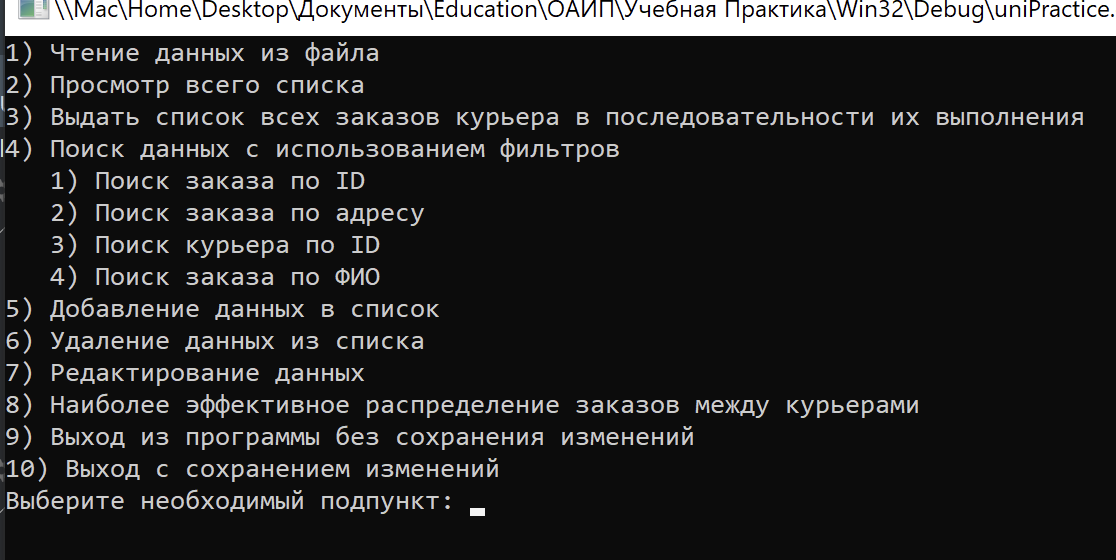 \\Mac\Home\Desktop\Документы\Education\ОАИП\Учебная Практика\Win32\Debug\uniPractice.
1) Чтение данных из файла
2) Просмотр всего списка
3) Выдать список всех заказов курьера в последовательности их выполнения
4) Поиск данных с использованием фильтров
1) Поиск заказа по ID
2) Поиск заказа по адресу
3) Поиск курьера по ID
4) Поиск заказа по ФИО
5) Добавление данных в список
6) Удаление данных из списка
7) Редактирование данных
8) Наиболее эффективное распределение заказов между курьерами
9) Выход из программы без сохранения изменений
10) Выход с сохранением изменений
Выберите необходимый подпункт: